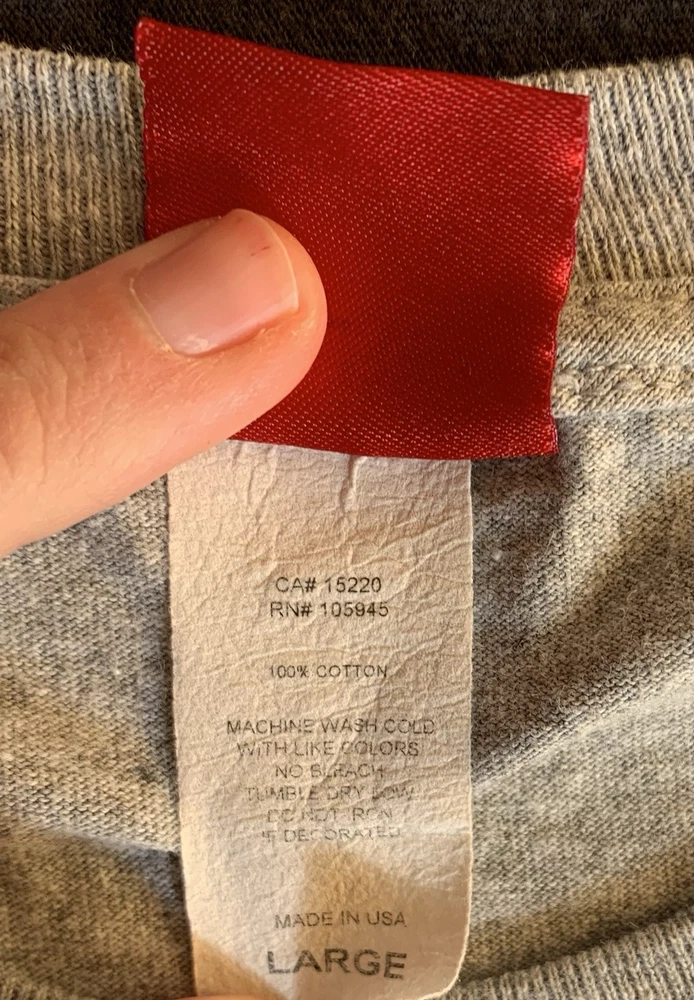 CA# 15220
RN# 105945
100% COTTON
MACHINE WASH COLD
WITH LIKE COLORS
NO BLEACH
TUMBLE DRY LOW
DO NOT IRON
IF DECORATED
MADE IN USA
LARGE